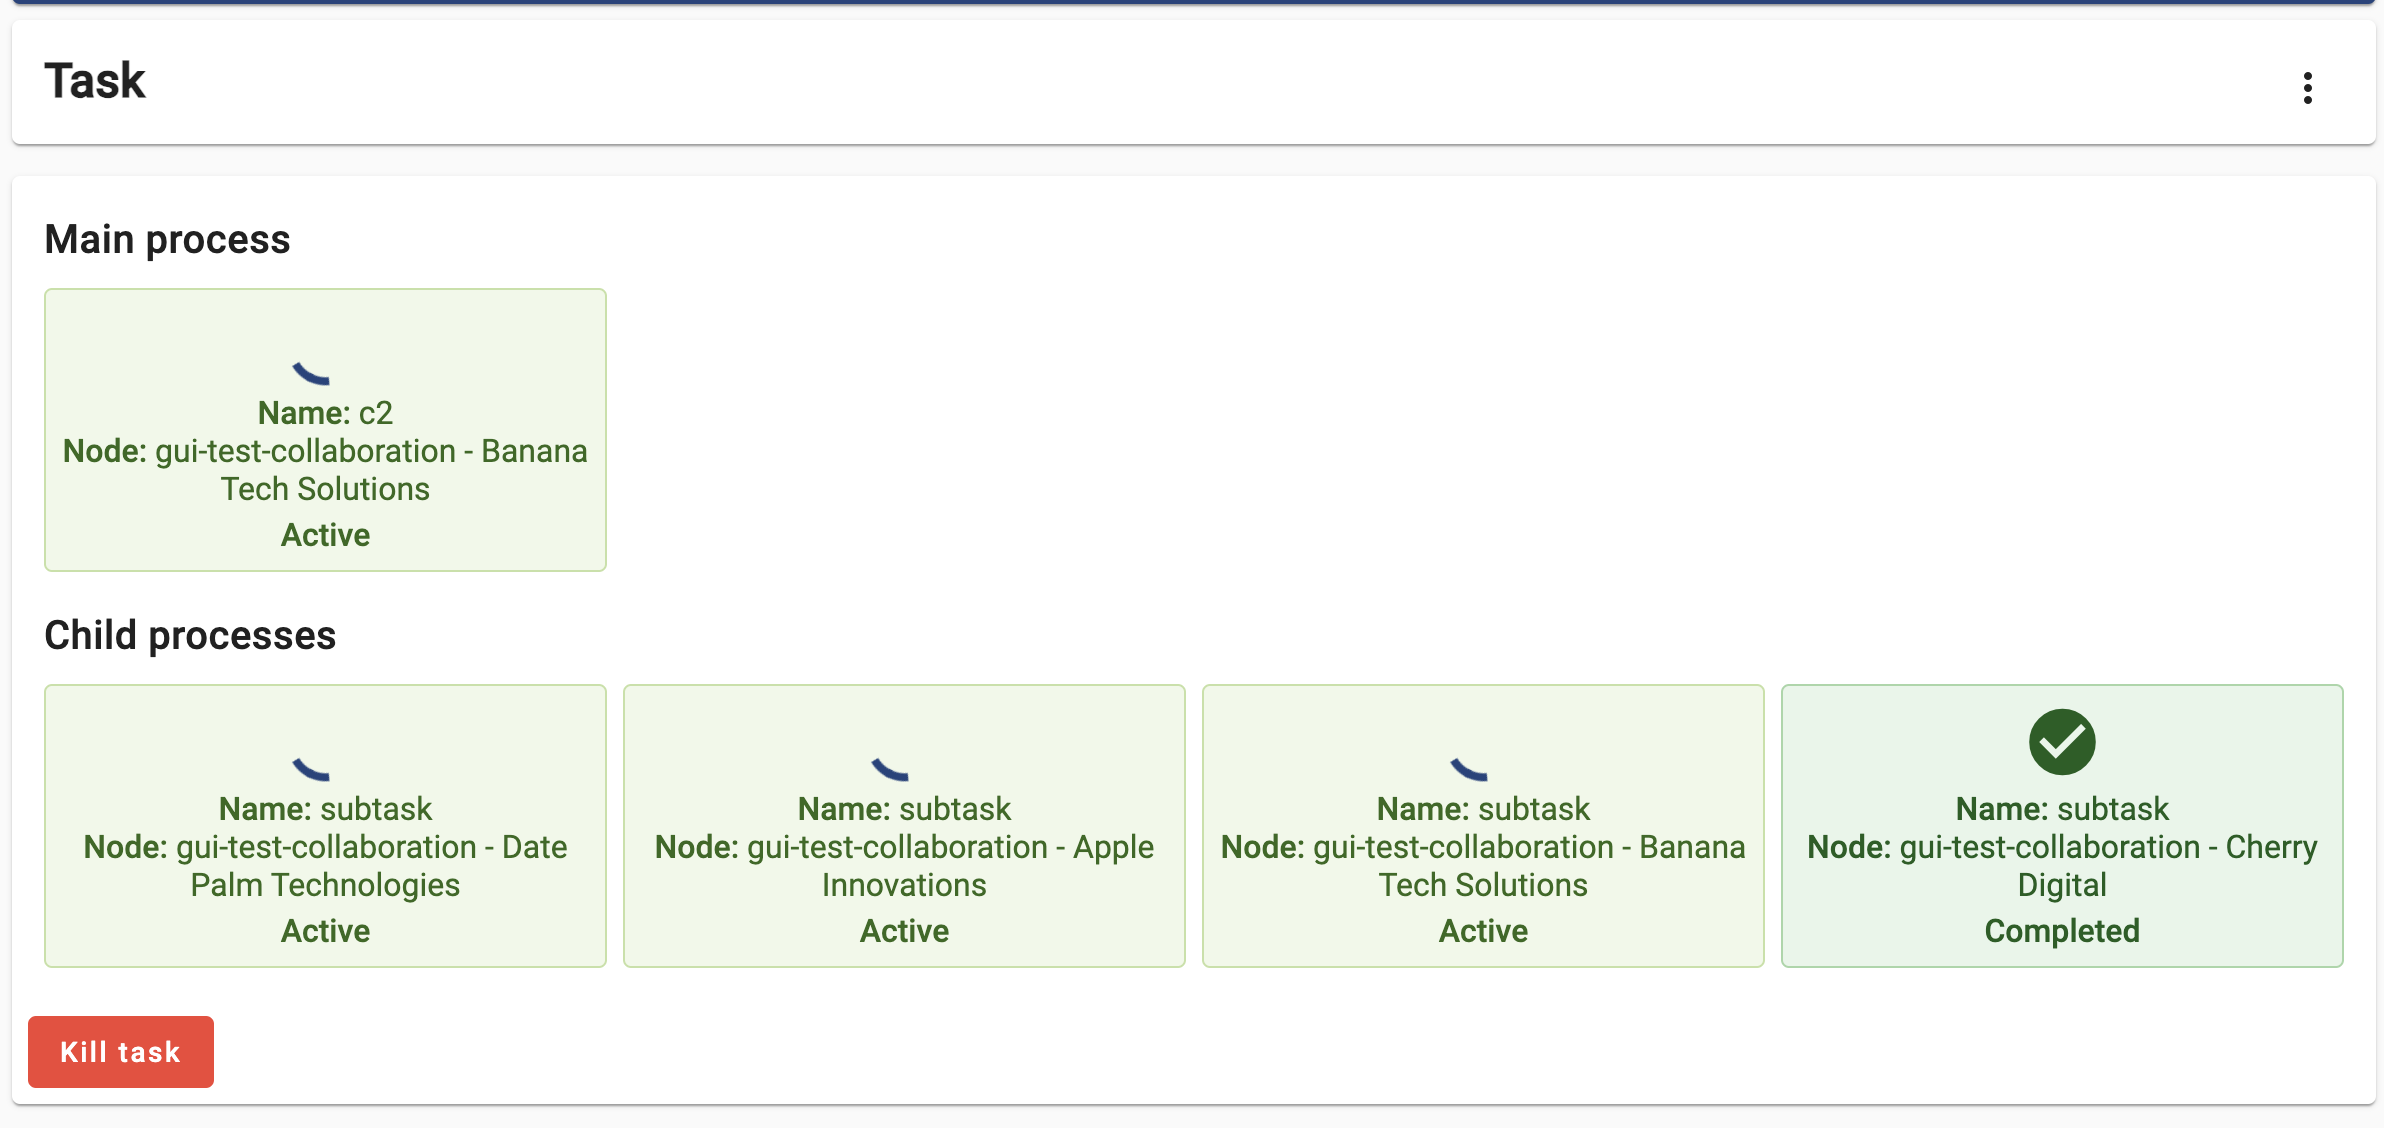 Task
Main process
Name: c2
Node: gui-test-collaboration - Banana
Tech Solutions
Active
Child processes
Name: subtask
Node: gui-test-collaboration - Date
Palm Technologies
Active
Name: subtask
Node: gui-test-collaboration - Apple
Innovations
Active
Name: subtask
Node: gui-test-collaboration - Banana
Tech Solutions
Active
Name: subtask
Node: gui-test-collaboration - Cherry
Digital
Completed
Kill task